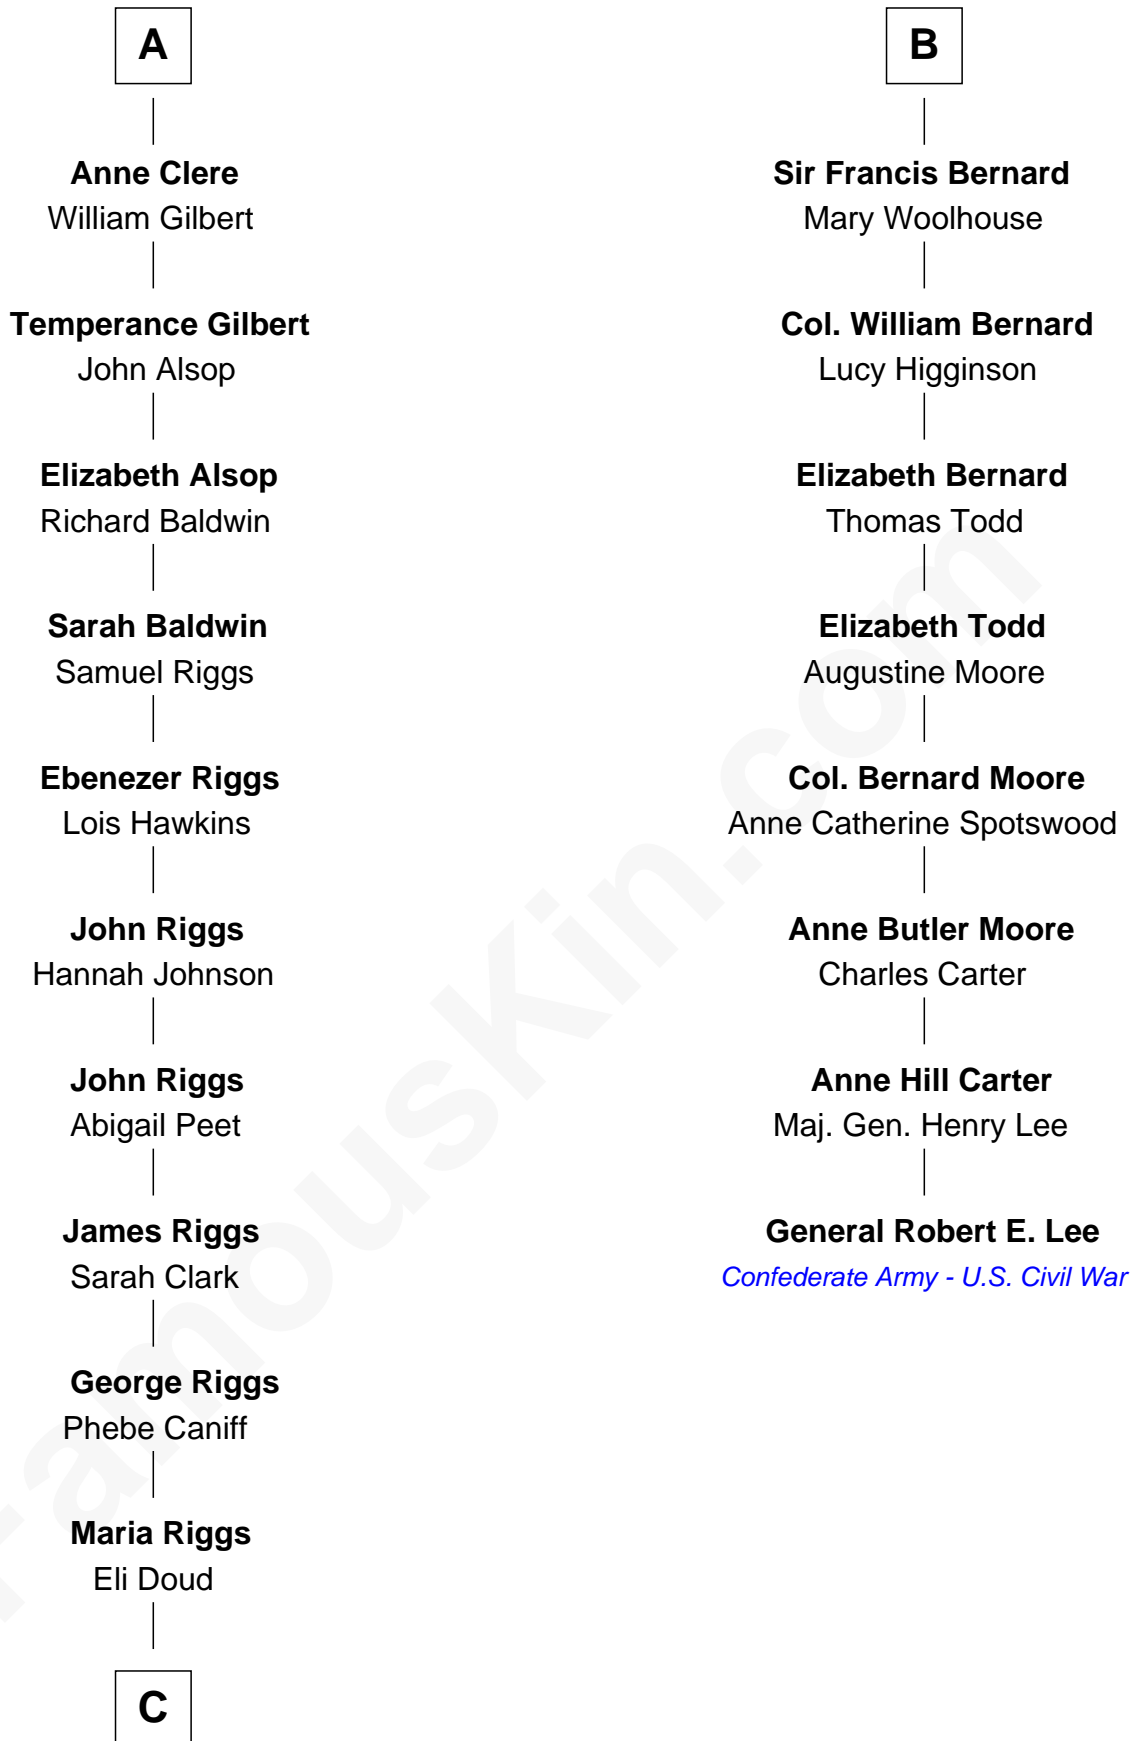 A
Anne Clere
William Gilbert
Temperance Gilbert
John Alsop
Elizabeth Alsop
Richard Baldwin
Sarah Baldwin
Samuel Riggs
Ebenezer Riggs
Lois Hawkins
John Riggs
Hannah Johnson
John Riggs
Abigail Peet
James Riggs
Sarah Clark
George Riggs
Phebe Caniff
Maria Riggs
Eli Doud
C
B
Sir Francis Bernard
Mary Woolhouse
Col. William Bernard
Lucy Higginson
Elizabeth Bernard
Thomas Todd
Elizabeth Todd
Augustine Moore
Col. Bernard Moore
Anne Catherine Spotswood
Anne Butler Moore
Charles Carter
Anne Hill Carter
Maj. Gen. Henry Lee
General Robert E. Lee
Confederate Army - U.S. Civil War
FamousKin.com